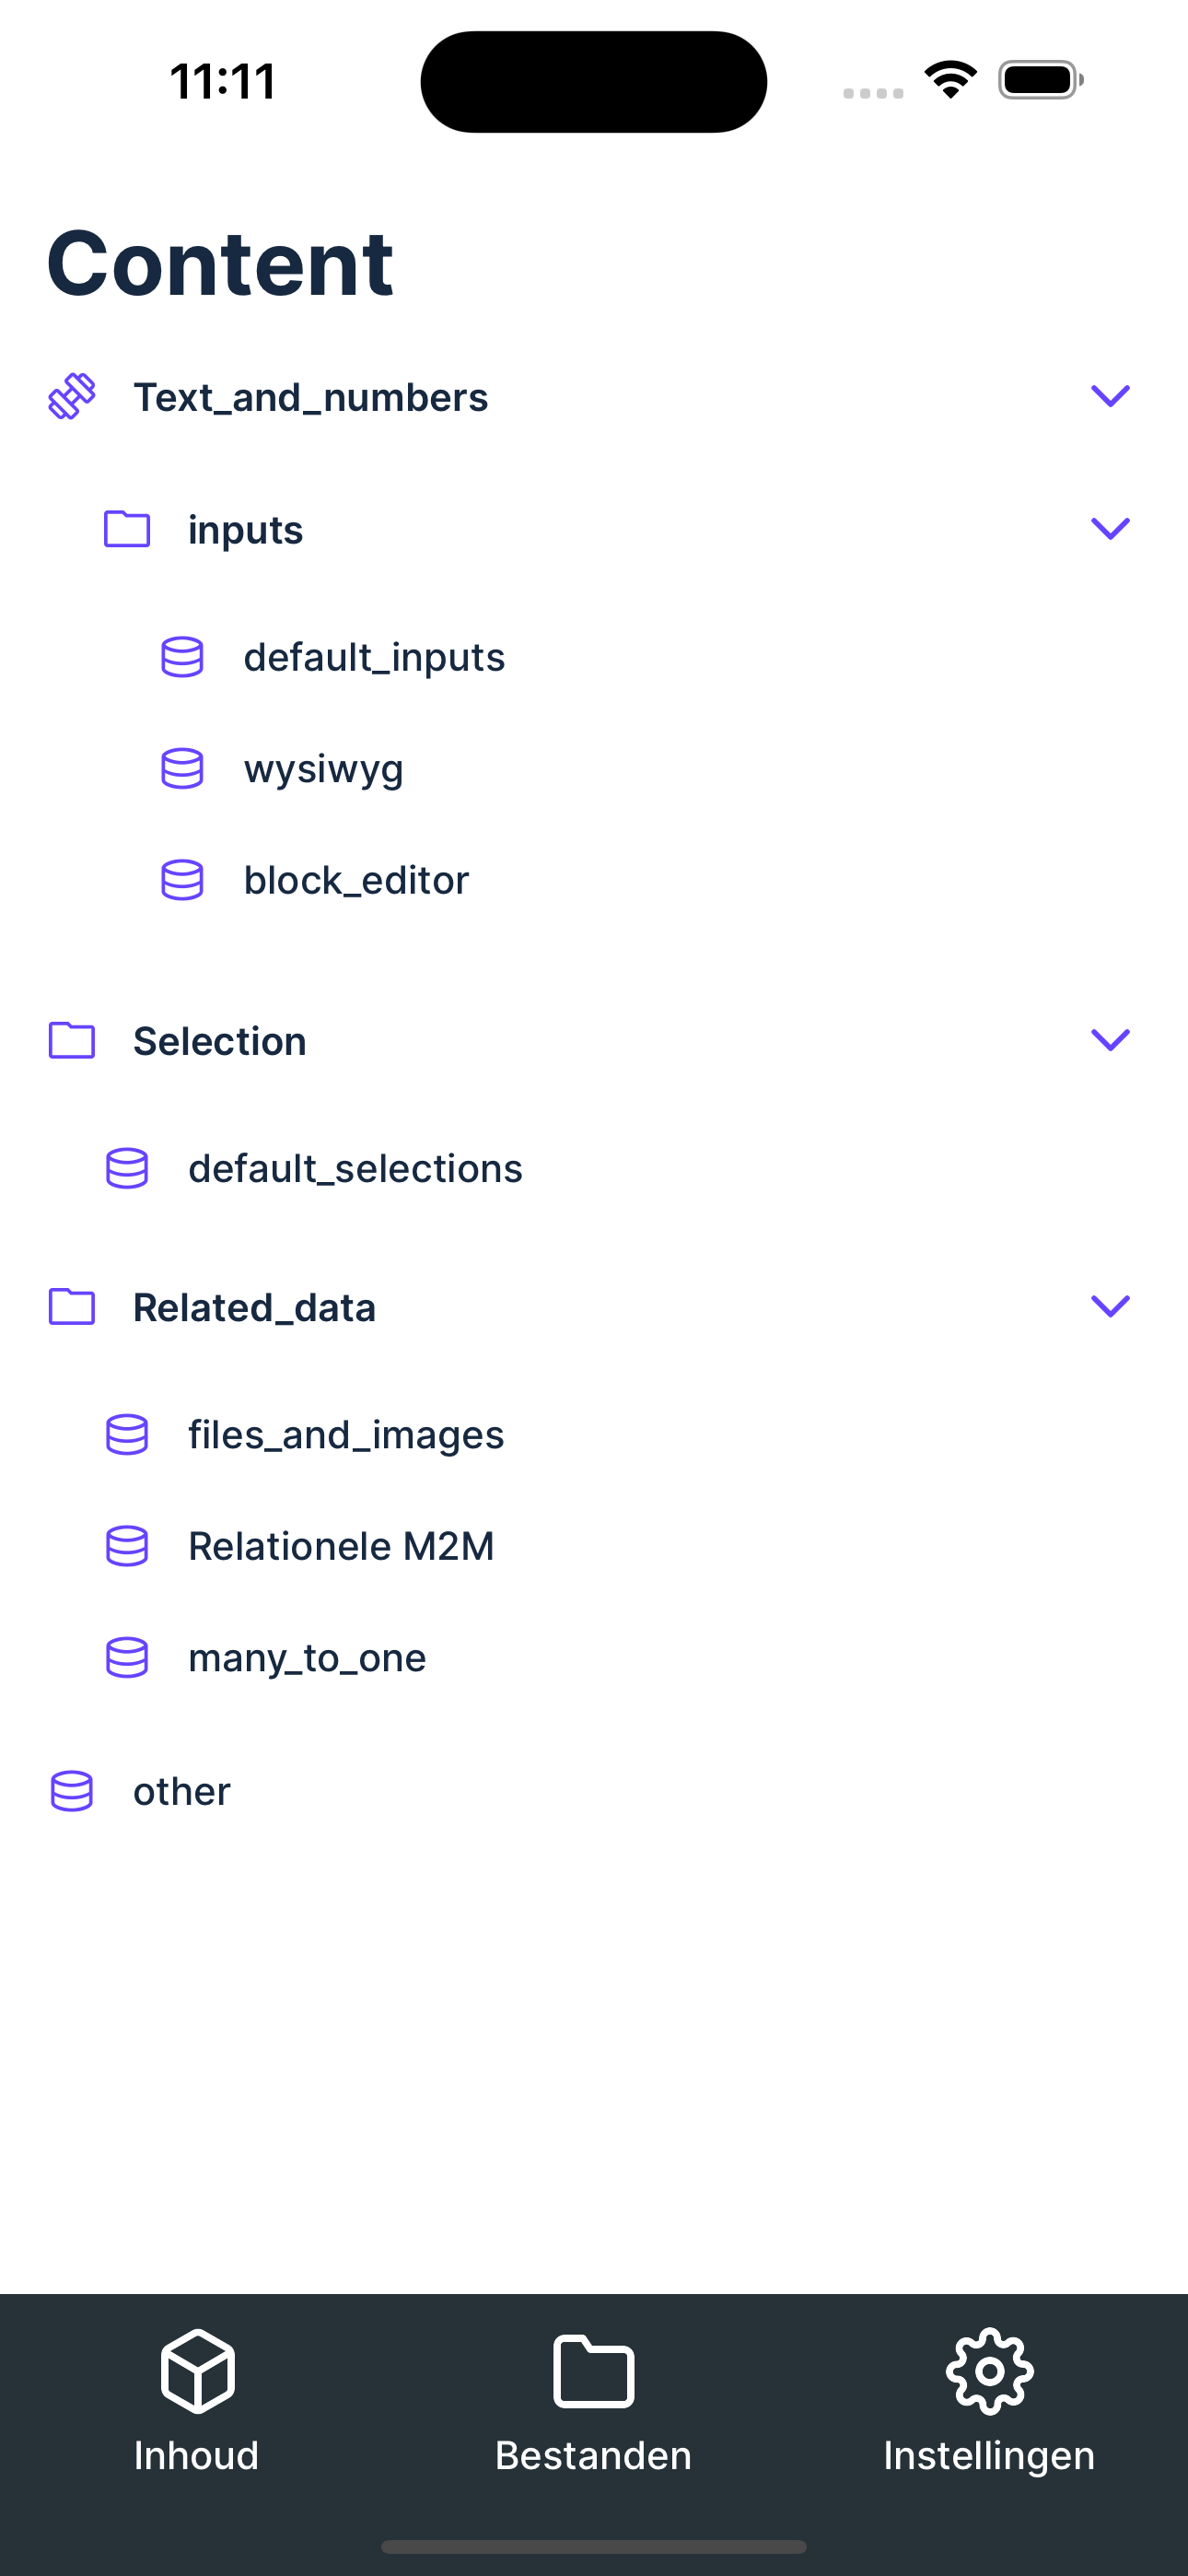 11:11
Content
Text_and_numbers
inputs
default_inputs
wysiwyg
block_editor
Selection
default_selections
Related_data
files_and_images
Relationele M2M
many_to_one
other
Inhoud
Bestanden
Instellingen